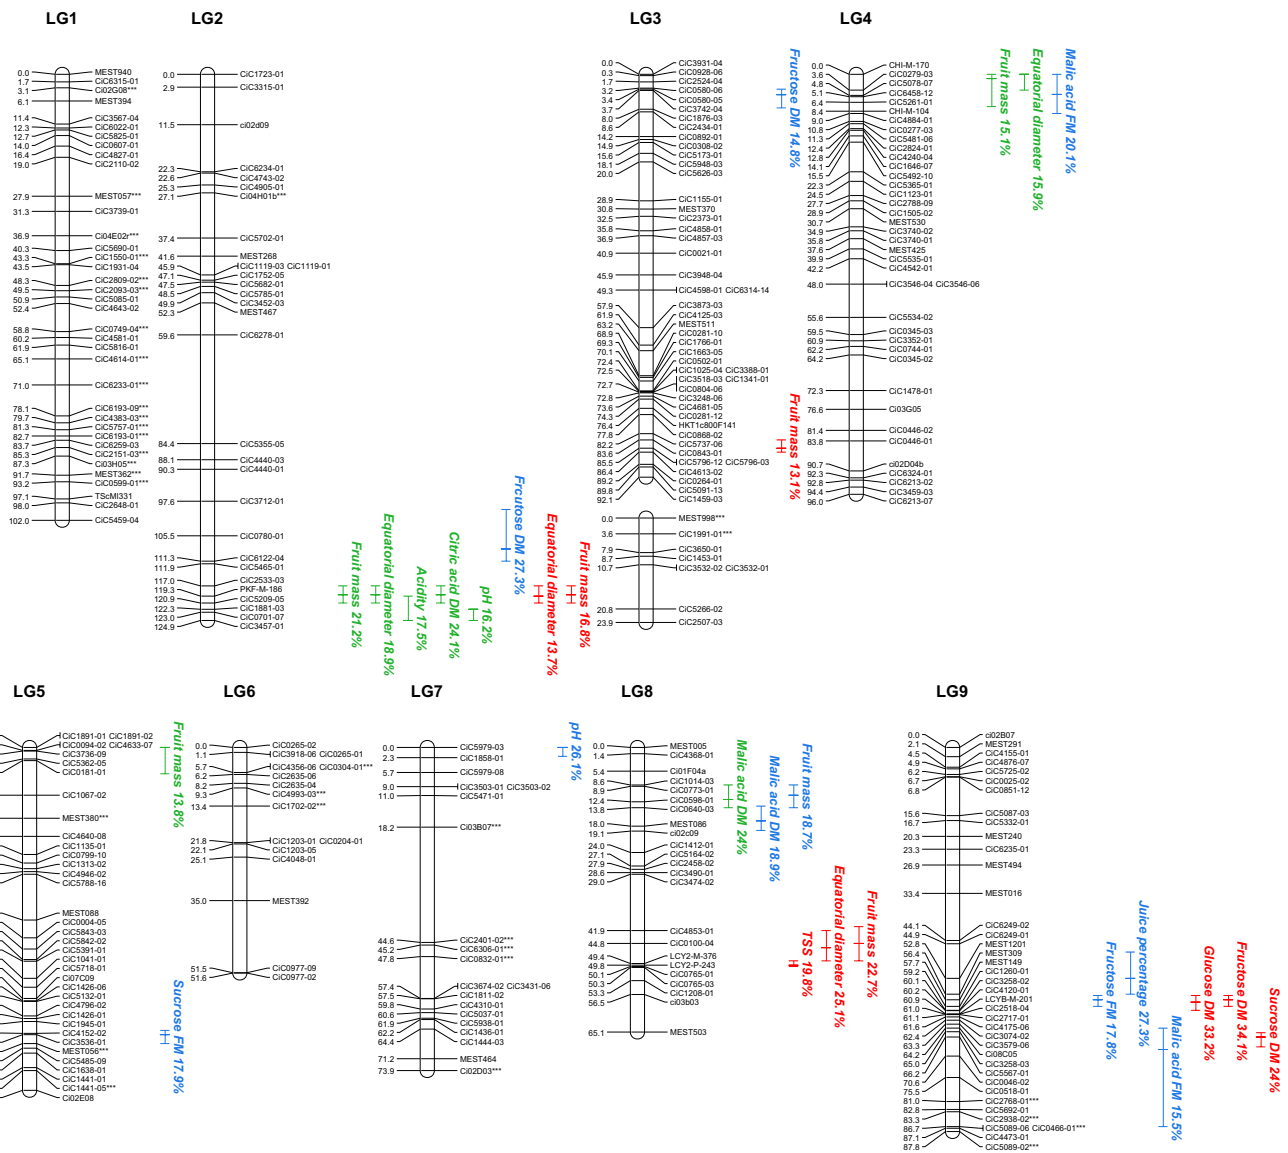 LG1
0.0 MEST940
1.7 CiC6315-01
3.1 Ci02G08***
6.1 MEST394
11.4 CiC3567-04
12.3 CiC6022-01
12.7 CiC5825-01
14.0 CiC0607-01
16.4 CiC4827-01
19.0 CiC2110-02
27.9 MEST057***
31.3 CiC3739-01
36.9 Ci04E02r***
40.3 CiC5690-01
43.3 CiC1550-01***
43.5 CiC1931-04
48.3 CiC2809-02***
49.5 CiC2093-03***
50.9 CiC5085-01
52.4 CiC4643-02
58.8 CiC0749-04***
60.2 CiC4581-01
61.9 CiC5816-01
65.1 CiC4614-01***
71.0 CiC6233-01***
78.1 CiC6193-09***
79.7 CiC4383-03***
81.3 CiC5757-01***
82.7 CiC6193-01***
83.7 CiC6259-03
85.3 CiC2151-03***
87.3 Ci03H05***
91.7 MEST362***
93.2 CiC0599-01***
97.1 TScMI331
98.0 CiC2648-01
102.0 CiC5459-04
LG2
0.0 CiC1723-01
2.9 CiC3315-01
11.5 ci02d09
22.3 CiC6234-01
22.6 CiC4743-02
25.3 CiC4905-01
27.1 Ci04H01b***
37.4 CiC5702-01
41.6 MEST268
45.9 CiC1119-03 CiC1119-01
47.1 CiC1752-05
47.5 CiC5682-01
48.5 CiC5785-01
49.9 CiC3452-03
52.3 MEST467
59.6 CiC6278-01
84.4 CiC5355-05
88.1 CiC4440-03
90.3 CiC4440-01
97.6 CiC3712-01
105.5 CiC0780-01
111.3 CiC6122-04
111.9 CiC5465-01
117.0 CiC2533-03
119.3 PKF-M-186
120.9 CiC5209-05
122.3 CiC1881-03
123.0 CiC0701-07
124.9 CiC3457-01
Fruit mass 21.2%
Equatorial diameter 18.9%
Acidity 17.5%
Citric acid DM 24.1%
pH 16.2%
Frcutose DM 27.3%
Equatorial diameter 13.7%
Fruit mass 16.8%
LG3
0.0 CiC3931-04
0.3 CiC0928-06
1.7 CiC2524-04
3.2 CiC0580-06
3.4 CiC0580-05
3.7 CiC3742-04
8.0 CiC1876-03
8.6 CiC2434-01
14.2 CiC0892-01
14.9 CiC0308-02
15.6 CiC5173-01
18.1 CiC5948-03
20.0 CiC5626-03
28.9 CiC1155-01
30.8 MEST370
32.5 CiC2373-01
35.8 CiC4858-01
36.9 CiC4857-03
40.9 CiC0021-01
45.9 CiC3948-04
49.3 CiC4598-01 CiC6314-14
57.9 CiC3873-03
61.9 CiC4125-03
63.2 MEST511
68.9 CiC0281-10
69.3 CiC1766-01
70.1 CiC1663-05
72.4 CiC0502-01
72.5 CiC1025-04 CiC3388-01
CiC3518-03 CiC1341-01
72.7 CiC0804-06
72.8 CiC3248-06
73.6 CiC4681-05
74.3 CiC0281-12
76.4 HKT1c800F141
77.8 CiC0868-02
82.2 CiC5737-06
83.6 CiC0843-01
85.5 CiC5796-12 CiC5796-03
86.4 CiC4613-02
89.2 CiC0264-01
89.8 CiC5091-13
92.1 CiC1459-03
0.0 MEST998***
3.6 CiC1991-01***
7.9 CiC3650-01
8.7 CiC1453-01
10.7 CiC3532-02 CiC3532-01
20.8 CiC5266-02
23.9 CiC2507-03
Fructose DM 14.8%
Fruit mass 13.1%
LG4
0.0 CHI-M-170
3.6 CiC0279-03
4.8 CiC5078-07
5.1 CiC6458-12
6.4 CiC5261-01
8.4 CHI-M-104
9.0 CiC4884-01
10.8 CiC0277-03
11.3 CiC5481-06
12.4 CiC2824-01
12.8 CiC4240-04
14.1 CiC1646-07
15.5 CiC5492-10
22.3 CiC5365-01
24.5 CiC1123-01
27.7 CiC2788-09
28.9 CiC1505-02
30.7 MEST530
34.9 CiC3740-02
35.8 CiC3740-01
37.6 MEST425
39.9 CiC5535-01
42.2 CiC4542-01
48.0 CiC3546-04 CiC3546-06
55.6 CiC5534-02
59.5 CiC0345-03
60.9 CiC3352-01
62.2 CiC0744-01
64.2 CiC0345-02
72.3 CiC1478-01
76.6 Ci03G05
81.4 CiC0446-02
83.8 CiC0446-01
90.7 ci02D04b
92.3 CiC6324-01
92.8 CiC6213-02
94.4 CiC3459-03
96.0 CiC6213-07
Fruit mass 15.1%
Equatorial diameter 15.9%
Malic acid FM 20.1%
LG5
CiC1891-01 CiC1891-02
CiC0094-02 CiC4633-07
CiC3736-09
CiC5362-05
CiC0181-01
CiC1067-02
MEST380***
CiC4640-08
CiC1135-01
CiC0799-10
CiC1313-02
CiC4946-02
CiC5788-16
MEST088
CiC0004-05
CiC5843-03
CiC5842-02
CiC5391-01
CiC1041-01
CiC5718-01
Ci07C09
CiC1426-06
CiC5132-01
CiC4796-02
CiC1426-01
CiC1945-01
CiC4152-02
CiC3536-01
MEST056***
CiC5485-09
CiC1638-01
CiC1441-01
CiC1441-05***
Ci02E08
Fruit mass 13.8%
Sucrose FM 17.9%
LG6
0.0 CiC0265-02
1.1 CiC3918-06 CiC0265-01
5.7 CiC4356-06 CiC0304-01***
6.2 CiC2635-06
8.2 CiC2635-04
9.3 CiC4993-03***
13.4 CiC1702-02***
21.8 CiC1203-01 CiC0204-01
22.1 CiC1203-05
25.1 CiC4048-01
35.0 MEST392
51.5 CiC0977-09
51.6 CiC0977-02
LG7
0.0 CiC5979-03
2.3 CiC1858-01
5.7 CiC5979-08
9.0 CiC3503-01 CiC3503-02
11.0 CiC5471-01
18.2 Ci03B07***
44.6 CiC2401-02***
45.2 CiC6306-01***
47.8 CiC0832-01***
57.4 CiC3674-02 CiC3431-06
57.5 CiC1811-02
59.8 CiC4310-01
60.6 CiC5037-01
61.9 CiC5938-01
62.2 CiC1436-01
64.4 CiC1444-03
71.2 MEST464
73.9 Ci02D03***
pH 26.1%
LG8
0.0 MEST005
1.4 CiC4368-01
5.4 Ci01F04a
8.6 CiC1014-03
8.9 CiC0773-01
12.4 CiC0598-01
13.8 CiC0640-03
18.0 MEST086
19.1 ci02c09
24.0 CiC1412-01
27.1 CiC5164-02
27.9 CiC2458-02
28.6 CiC3490-01
29.0 CiC3474-02
41.9 CiC4853-01
44.8 CiC0100-04
49.4 LCY2-M-376
49.8 LCY2-P-243
50.1 CiC0765-01
50.3 CiC0765-03
53.3 CiC1208-01
56.5 ci03b03
65.1 MEST503
Malic acid DM 24%
Malic acid DM 18.9%
Fruit mass 18.7%
TSS 19.8%
Equatorial diameter 25.1%
Fruit mass 22.7%
LG9
0.0 ci02B07
2.1 MEST291
4.5 CiC4155-01
4.9 CiC4876-07
6.2 CiC5725-02
6.7 CiC0025-02
6.8 CiC0851-12
15.6 CiC5087-03
16.7 CiC5332-01
20.3 MEST240
23.3 CiC6235-01
26.9 MEST494
33.4 MEST016
44.1 CiC6249-02
44.9 CiC6249-01
52.8 MEST1201
56.4 MEST309
57.7 MEST149
59.2 CiC1260-01
60.1 CiC3258-02
60.2 CiC4120-01
60.9 LCYB-M-201
61.0 CiC2518-04
61.1 CiC2717-01
61.6 CiC4175-06
62.4 CiC3074-02
63.3 CiC3579-06
64.2 Ci08C05
65.0 CiC3258-03
66.2 CiC5567-01
70.6 CiC0046-02
75.5 CiC0518-01
81.0 CiC2768-01***
82.8 CiC5692-01
83.3 CiC2938-02***
86.7 CiC5089-06 CiC0466-01***
87.1 CiC4473-01
87.8 CiC5089-02***
Fructose FM 17.8%
Juice percentage 27.3%
Malic acid FM 15.5%
Glucose DM 33.2%
Fructose DM 34.1%
Sucrose DM 24%